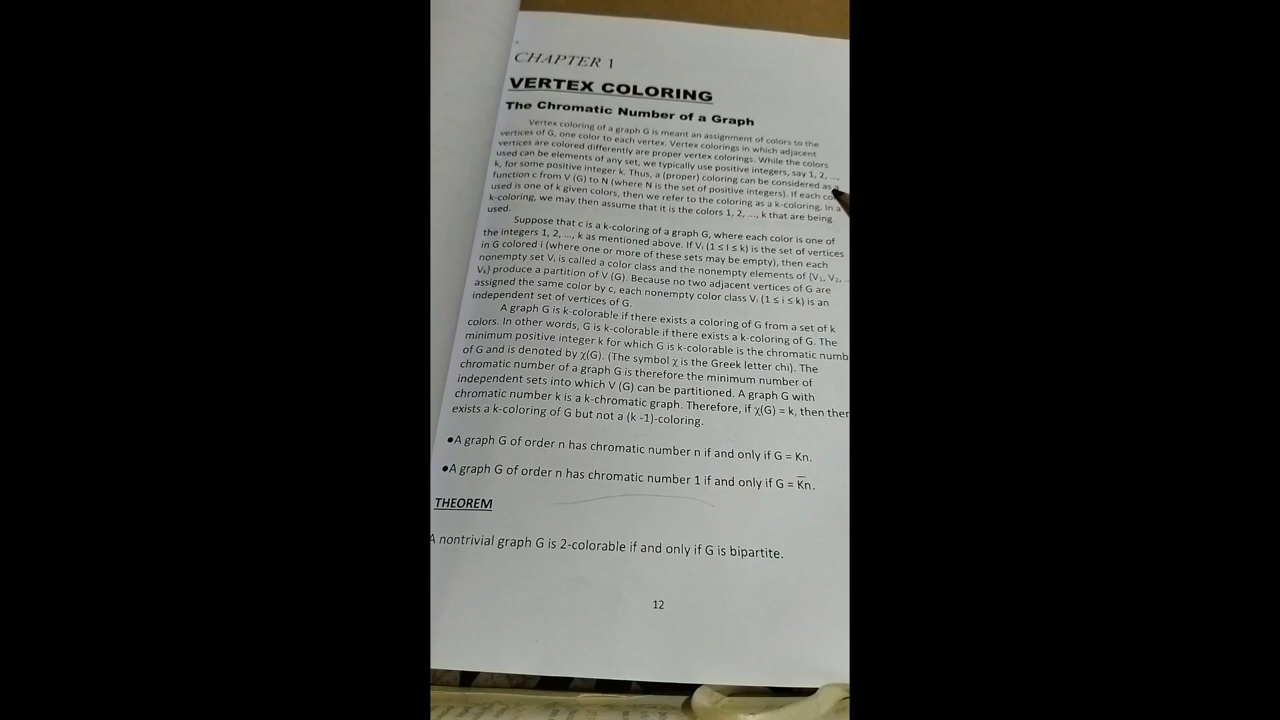 CHAPTER 1
VERTEX COLORING
The Chromatic Number of a Graph
Vertex coloring of a graph G is meant an assignment of colors to the
vertices of G, one color to each vertex. Vertex colorings in which adjacent
vertices are colored differently are proper vertex colorings. While the colors
used can be elements of any set, we typically use positive integers, say 1, 2, ...,
k, for some positive integer k. Thus, a (proper) coloring can be considered as a
function c from V (G) to N (where N is the set of positive integers). If each
used is one of k given colors, then we refer to the coloring as a k-coloring. In a
k-coloring, we may then assume that it is the colors 1, 2, ..., k that are being
used.
Suppose that c is a k-coloring of a graph G, where each color is one of
the integers 1, 2, ..., k as mentioned above. If Vᵢ (1 ≤ I ≤ k) is the set of vertices
in G colored i (where one or more of these sets may be empty), then each
nonempty set Vᵢ is called a color class and the nonempty elements of {V₁, V₂, ..
Vₖ} produce a partition of V (G). Because no two adjacent vertices of G are
assigned the same color by c, each nonempty color class Vᵢ (1 ≤ i ≤ k) is an
independent set of vertices of G.
A graph G is k-colorable if there exists a coloring of G from a set of k
colors. In other words, G is k-colorable if there exists a k-coloring of G. The
minimum positive integer k for which G is k-colorable is the chromatic numb
of G and is denoted by χ(G). (The symbol χ is the Greek letter chi). The
chromatic number of a graph G is therefore the minimum number of
independent sets into which V (G) can be partitioned. A graph G with
chromatic number k is a k-chromatic graph. Therefore, if χ(G) = k, then ther
exists a k-coloring of G but not a (k -1)-coloring.
•A graph G of order n has chromatic number n if and only if G = Kn.
•A graph G of order n has chromatic number 1 if and only if G = K̅n.
THEOREM
A nontrivial graph G is 2-colorable if and only if G is bipartite.
12